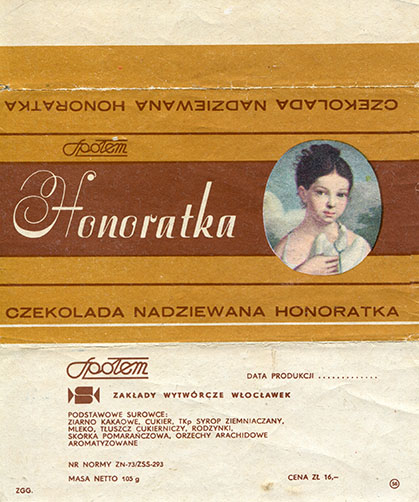 CZEKOLADA NADZIEWANA HONORATKA
Społem
Honoratka
CZEKOLADA NADZIEWANA HONORATKA
Społem
DATA PRODUKCJI .............
ZAKŁADY WYTWÓRCZE WŁOCŁAWEK
PODSTAWOWE SUROWCE:
ZIARNO KAKAOWE, CUKIER, TKp SYROP ZIEMNIACZANY,
MLEKO, TŁUSZCZ CUKIERNICZY, RODZYNKI,
SKÓRKA POMARAŃCZOWA, ORZECHY ARACHIDOWE
AROMATYZOWANE
NR NORMY ZN-73/ZSS-293
MASA NETTO 105 g
CENA ZŁ 16,–
ZGG.
56